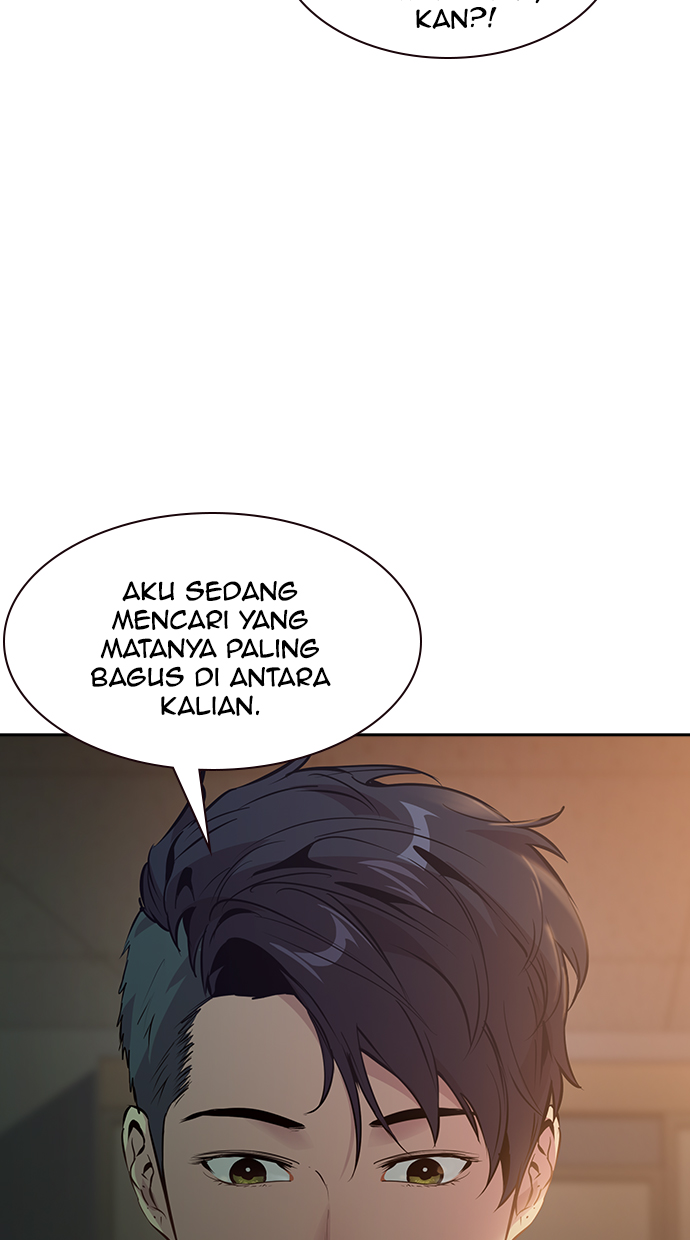 KAN?!
AKU SEDANG
MENCARI YANG
MATANYA PALING
BAGUS DI ANTARA
KALIAN.